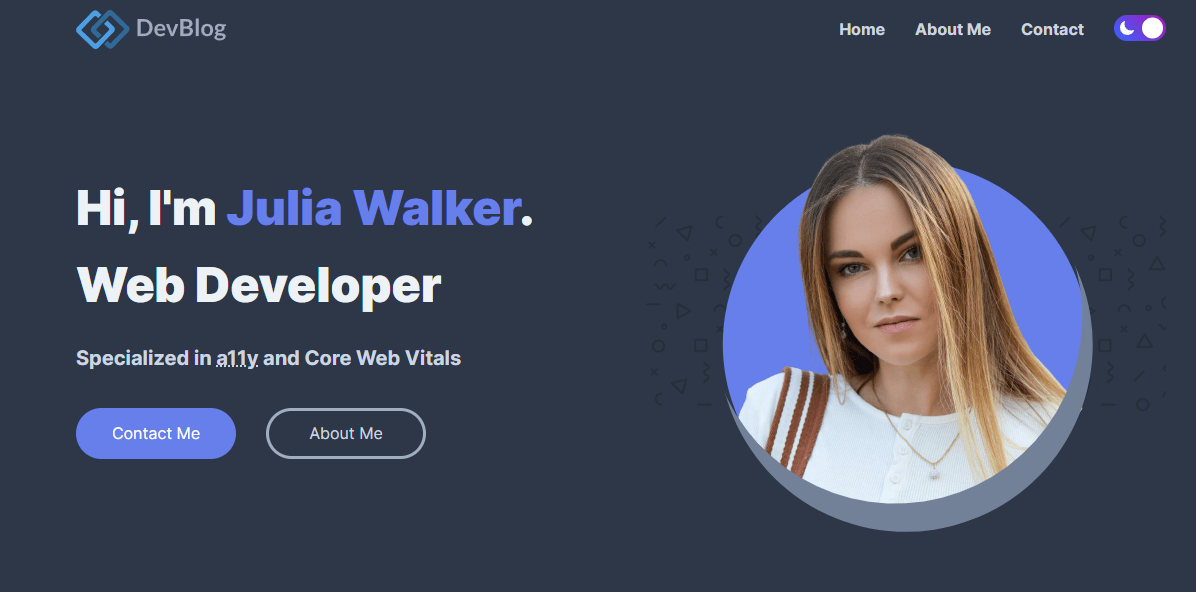 DevBlog
Home
About Me
Contact
Hi, I'm Julia Walker.
Web Developer
Specialized in a11y and Core Web Vitals
Contact Me
About Me